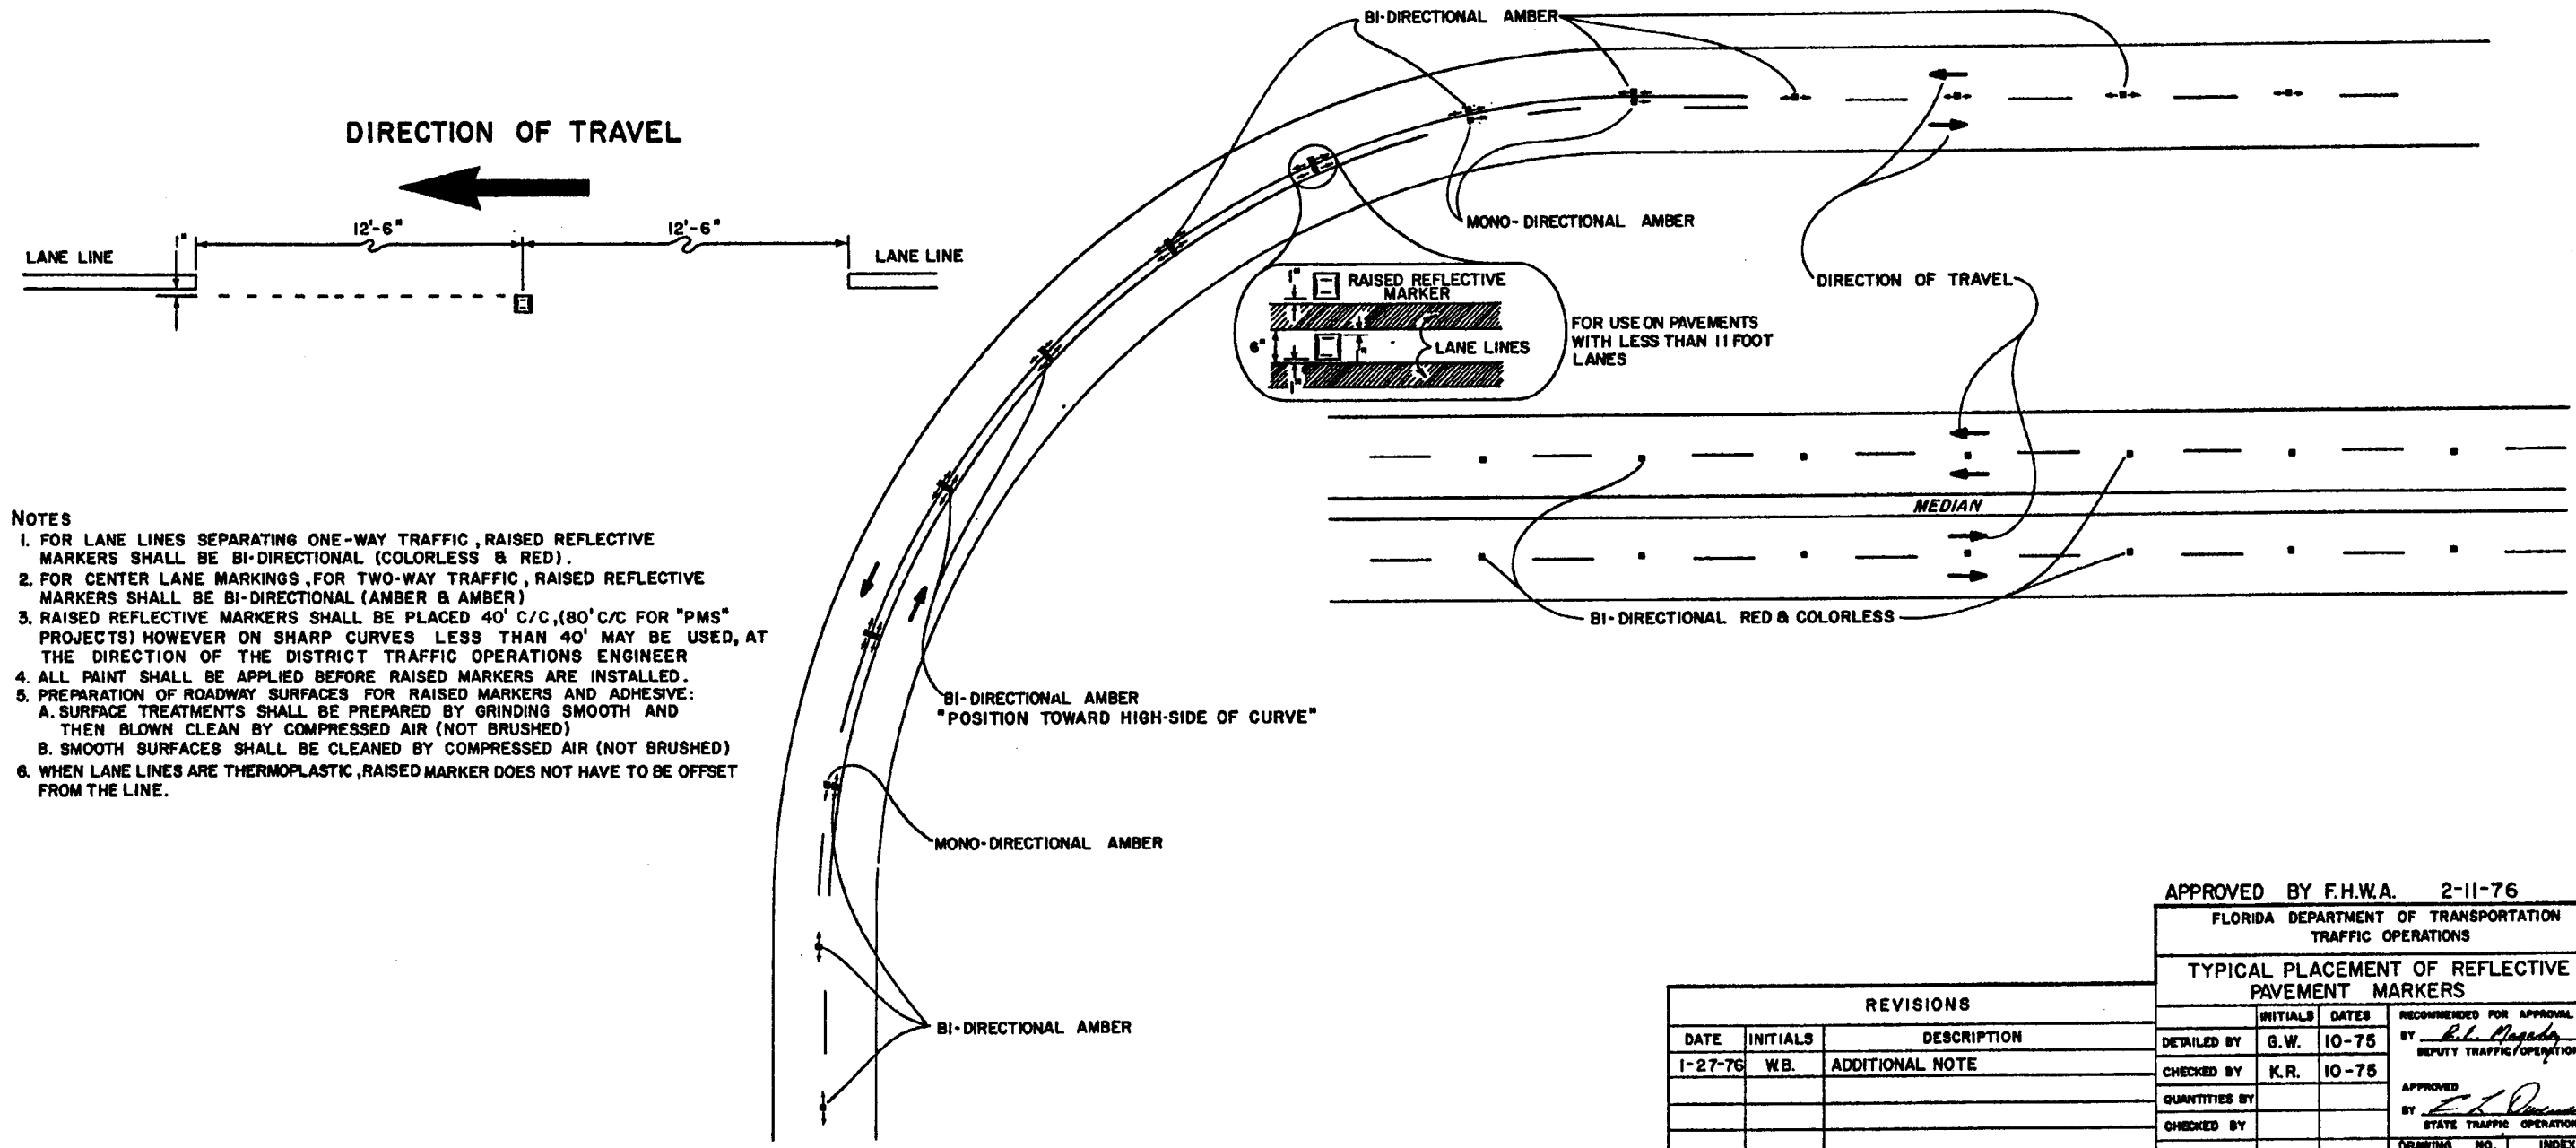 BI-DIRECTIONAL AMBER
DIRECTION OF TRAVEL
12'-6"
12'-6"
1"
LANE LINE
LANE LINE
MONO-DIRECTIONAL AMBER
DIRECTION OF TRAVEL
1"
RAISED REFLECTIVE
MARKER
6"
LANE LINES
1"
FOR USE ON PAVEMENTS
WITH LESS THAN 11 FOOT
LANES
MEDIAN
BI-DIRECTIONAL RED & COLORLESS
NOTES
1. FOR LANE LINES SEPARATING ONE-WAY TRAFFIC, RAISED REFLECTIVE
MARKERS SHALL BE BI-DIRECTIONAL (COLORLESS & RED).
2. FOR CENTER LANE MARKINGS, FOR TWO-WAY TRAFFIC, RAISED REFLECTIVE
MARKERS SHALL BE BI-DIRECTIONAL (AMBER & AMBER)
3. RAISED REFLECTIVE MARKERS SHALL BE PLACED 40' C/C, (80' C/C FOR "PMS"
PROJECTS) HOWEVER ON SHARP CURVES LESS THAN 40' MAY BE USED, AT
THE DIRECTION OF THE DISTRICT TRAFFIC OPERATIONS ENGINEER
4. ALL PAINT SHALL BE APPLIED BEFORE RAISED MARKERS ARE INSTALLED.
5. PREPARATION OF ROADWAY SURFACES FOR RAISED MARKERS AND ADHESIVE:
A. SURFACE TREATMENTS SHALL BE PREPARED BY GRINDING SMOOTH AND
THEN BLOWN CLEAN BY COMPRESSED AIR (NOT BRUSHED)
B. SMOOTH SURFACES SHALL BE CLEANED BY COMPRESSED AIR (NOT BRUSHED)
6. WHEN LANE LINES ARE THERMOPLASTIC, RAISED MARKER DOES NOT HAVE TO BE OFFSET
FROM THE LINE.
BI-DIRECTIONAL AMBER
"POSITION TOWARD HIGH-SIDE OF CURVE"
MONO-DIRECTIONAL AMBER
BI-DIRECTIONAL AMBER
APPROVED BY F.H.W.A. 2-11-76
FLORIDA DEPARTMENT OF TRANSPORTATION
TRAFFIC OPERATIONS
TYPICAL PLACEMENT OF REFLECTIVE
PAVEMENT MARKERS
INITIALS DATES RECOMMENDED FOR APPROVAL
DETAILED BY G.W. 10-75 BY
DEPUTY TRAFFIC OPERATION
CHECKED BY K.R. 10-75
APPROVED
QUANTITIES BY
BY
CHECKED BY STATE TRAFFIC OPERATION
DRAWING NO. INDEX
REVISIONS
DATE INITIALS DESCRIPTION
1-27-76 W.B. ADDITIONAL NOTE